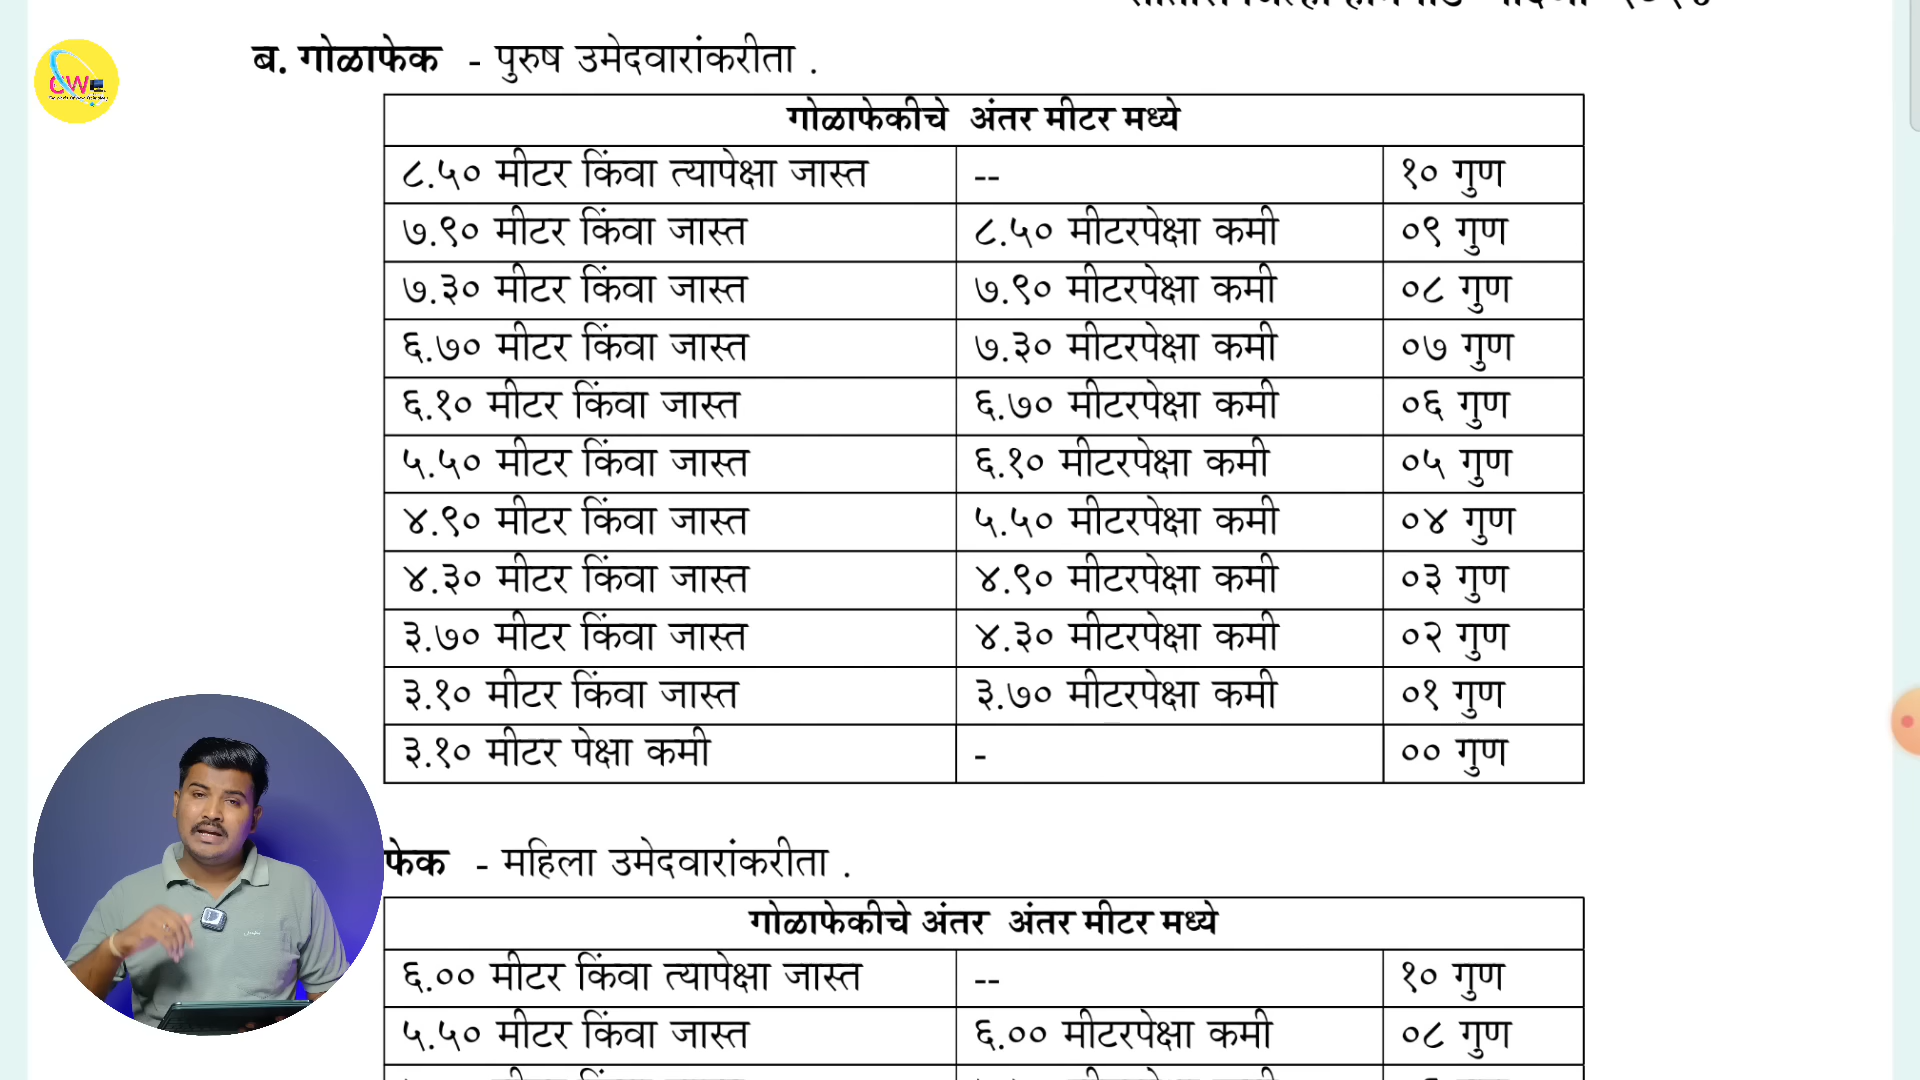 ब. गोळाफेक - पुरुष उमेदवारांकरीता .
गोळाफेकीचे अंतर मीटर मध्ये
८.५० मीटर किंवा त्यापेक्षा जास्त -- १० गुण
७.९० मीटर किंवा जास्त ८.५० मीटरपेक्षा कमी ०९ गुण
७.३० मीटर किंवा जास्त ७.९० मीटरपेक्षा कमी ०८ गुण
६.७० मीटर किंवा जास्त ७.३० मीटरपेक्षा कमी ०७ गुण
६.१० मीटर किंवा जास्त ६.७० मीटरपेक्षा कमी ०६ गुण
५.५० मीटर किंवा जास्त ६.१० मीटरपेक्षा कमी ०५ गुण
४.९० मीटर किंवा जास्त ५.५० मीटरपेक्षा कमी ०४ गुण
४.३० मीटर किंवा जास्त ४.९० मीटरपेक्षा कमी ०३ गुण
३.७० मीटर किंवा जास्त ४.३० मीटरपेक्षा कमी ०२ गुण
३.१० मीटर किंवा जास्त ३.७० मीटरपेक्षा कमी ०१ गुण
३.१० मीटर पेक्षा कमी - ०० गुण
फेक - महिला उमेदवारांकरीता .
गोळाफेकीचे अंतर अंतर मीटर मध्ये
६.०० मीटर किंवा त्यापेक्षा जास्त -- १० गुण
५.५० मीटर किंवा जास्त ६.०० मीटरपेक्षा कमी ०८ गुण